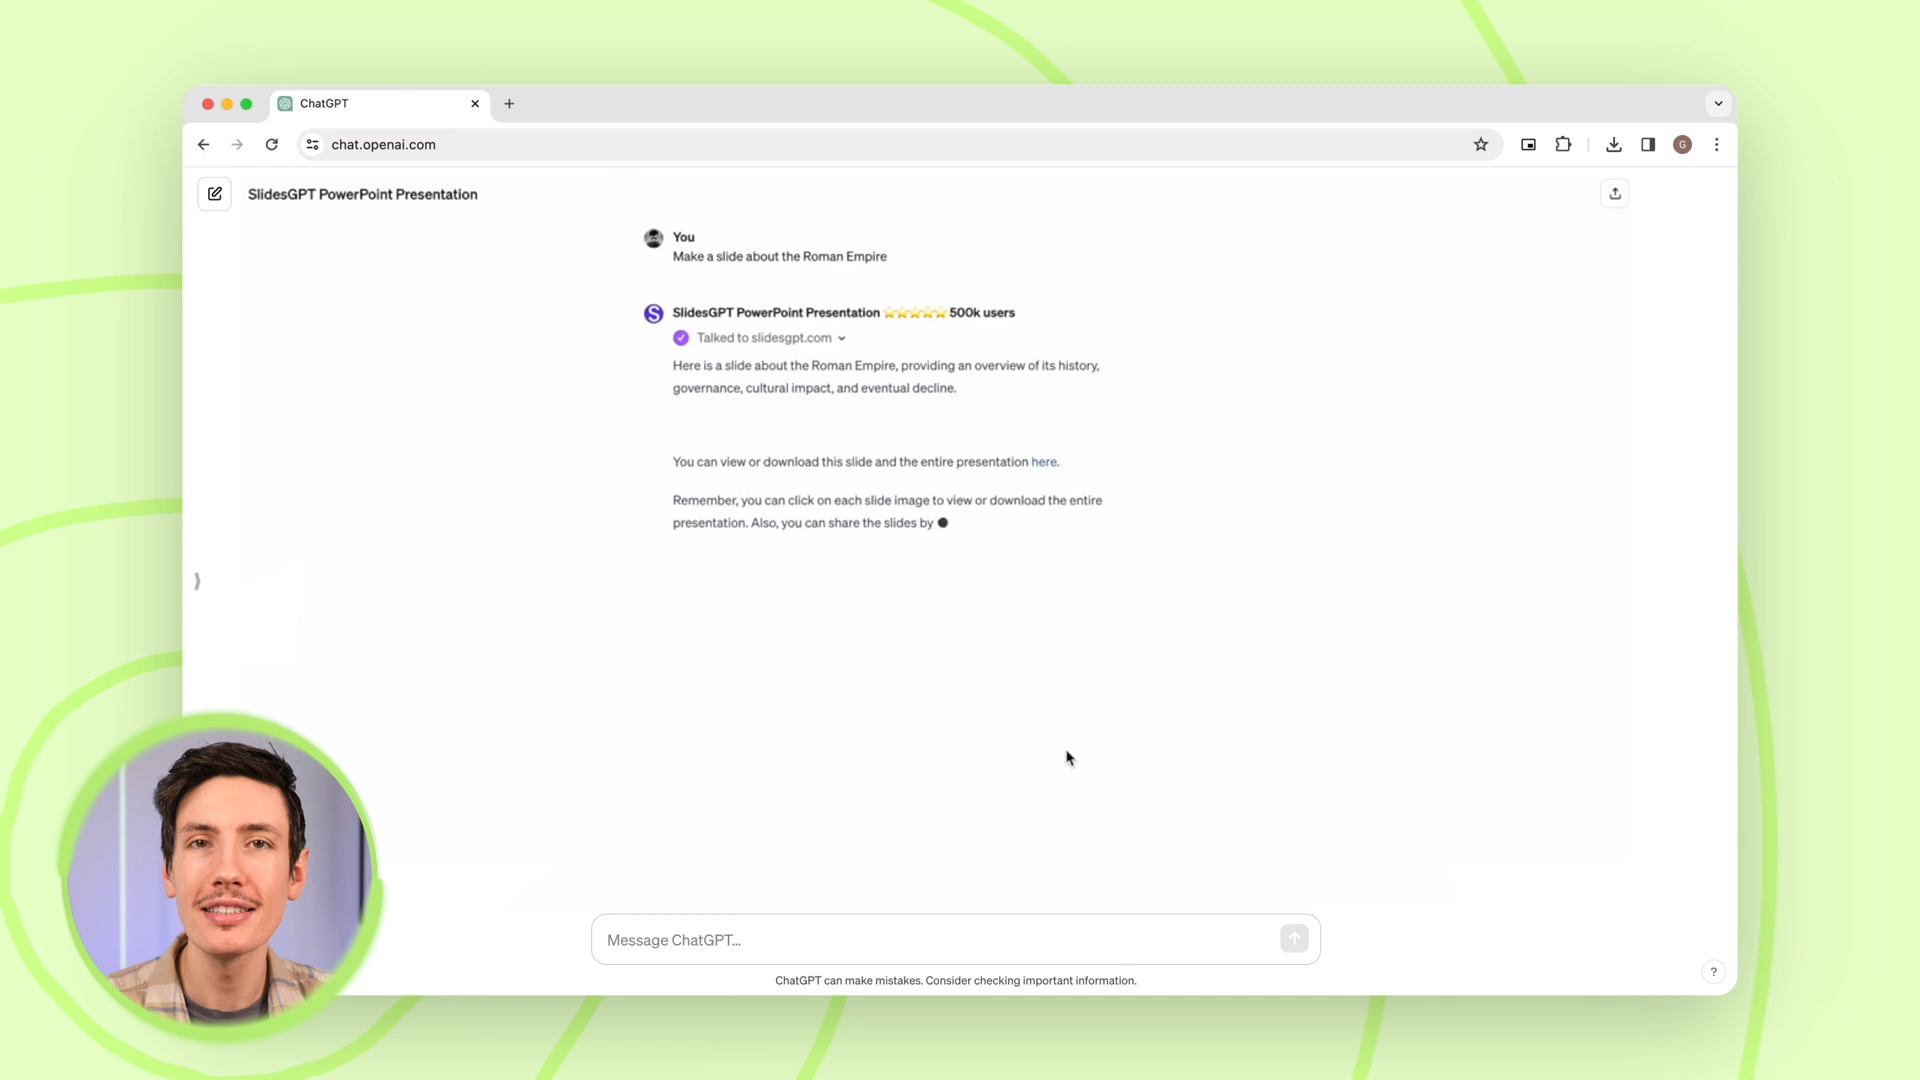 ChatGPT
chat.openai.com
G
SlidesGPT PowerPoint Presentation
You
Make a slide about the Roman Empire
S
SlidesGPT PowerPoint Presentation ⭐⭐⭐⭐⭐ 500k users
Talked to slidesgpt.com
Here is a slide about the Roman Empire, providing an overview of its history,
governance, cultural impact, and eventual decline.
You can view or download this slide and the entire presentation here.
Remember, you can click on each slide image to view or download the entire
presentation. Also, you can share the slides by
Message ChatGPT...
ChatGPT can make mistakes. Consider checking important information.
?